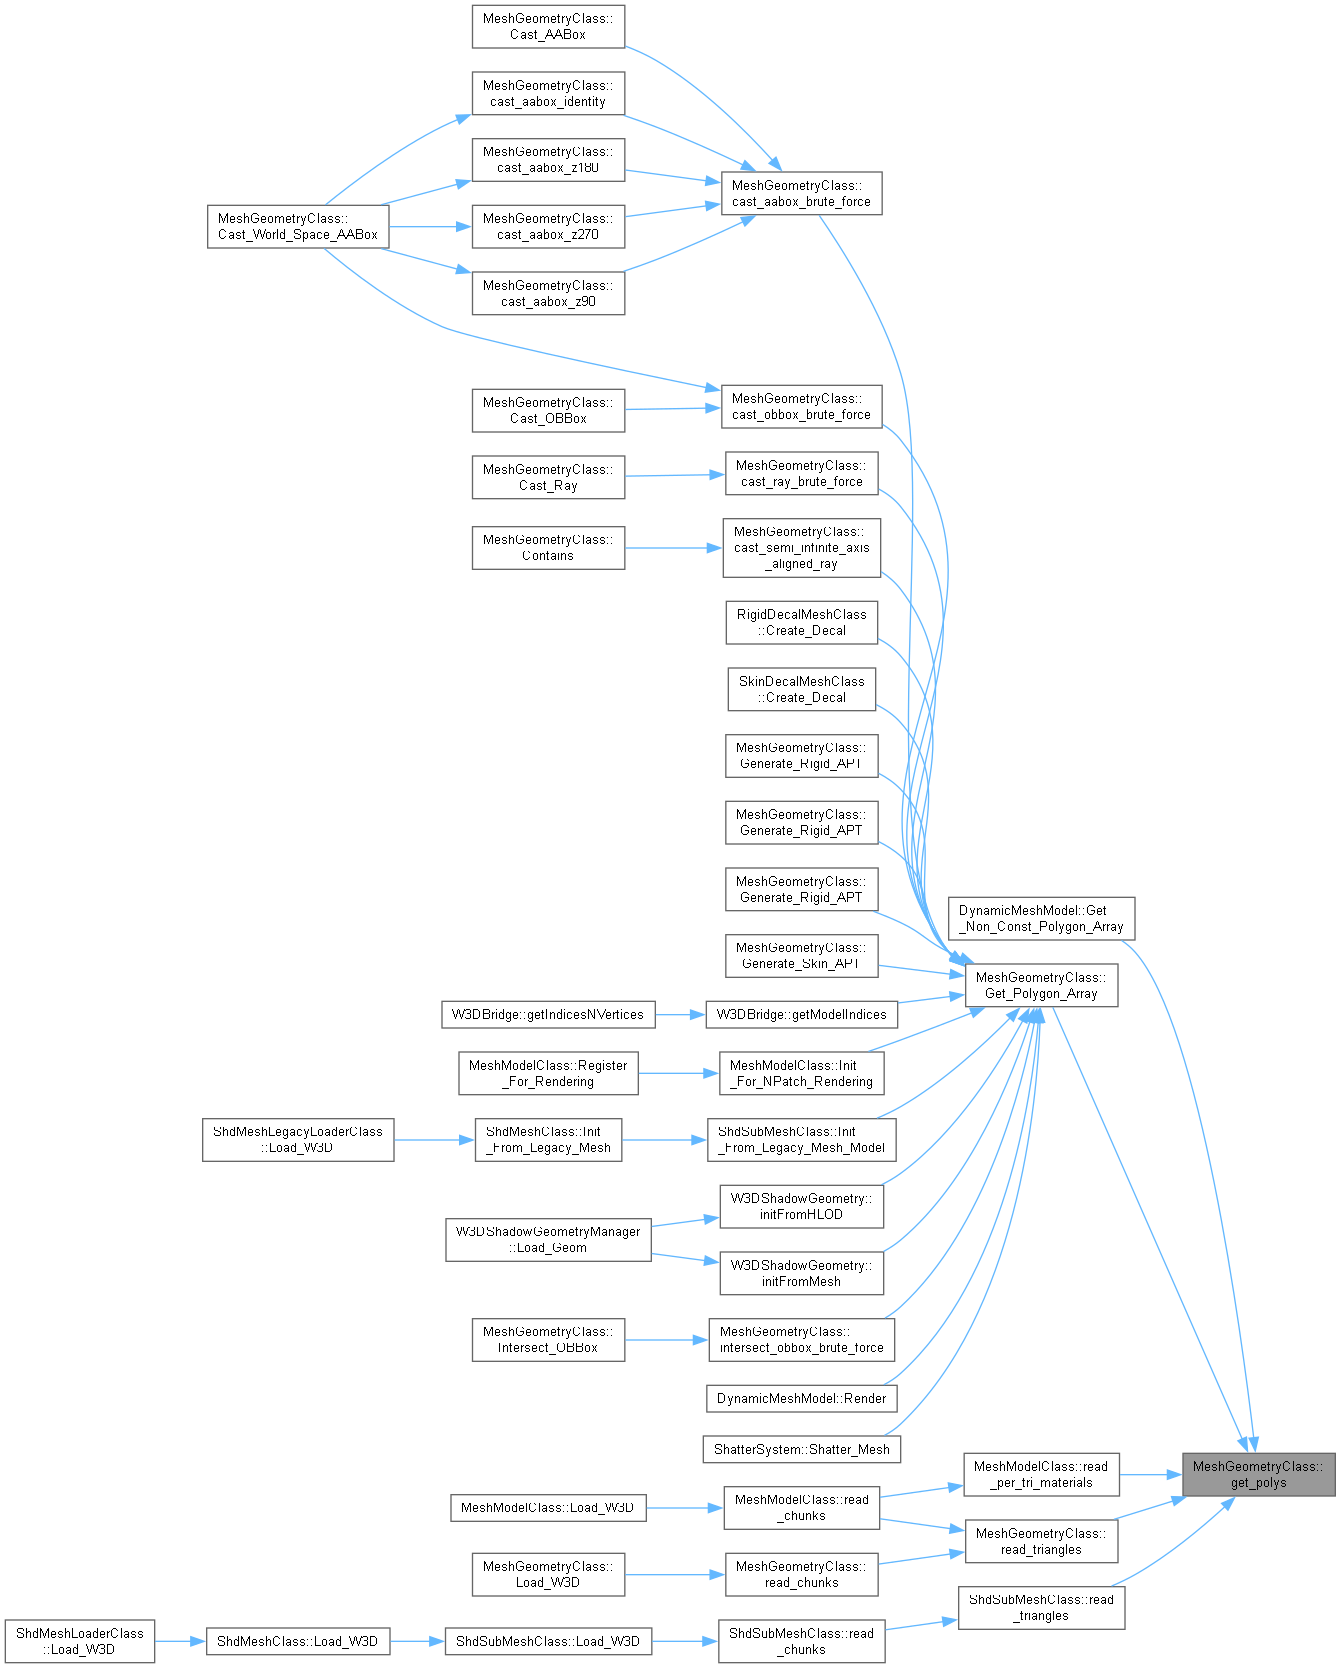 MeshGeometryClass::
Cast_AABox
MeshGeometryClass::
cast_aabox_identity
MeshGeometryClass::
cast_aabox_z180
MeshGeometryClass::
cast_aabox_brute_force
MeshGeometryClass::
Cast_World_Space_AABox
MeshGeometryClass::
cast_aabox_z270
MeshGeometryClass::
cast_aabox_z90
MeshGeometryClass::
Cast_OBBox
MeshGeometryClass::
cast_obbox_brute_force
MeshGeometryClass::
Cast_Ray
MeshGeometryClass::
cast_ray_brute_force
MeshGeometryClass::
Contains
MeshGeometryClass::
cast_semi_infinite_axis
_aligned_ray
RigidDecalMeshClass
::Create_Decal
SkinDecalMeshClass
::Create_Decal
MeshGeometryClass::
Generate_Rigid_APT
MeshGeometryClass::
Generate_Rigid_APT
MeshGeometryClass::
Generate_Rigid_APT
DynamicMeshModel::Get
_Non_Const_Polygon_Array
MeshGeometryClass::
Generate_Skin_APT
MeshGeometryClass::
Get_Polygon_Array
W3DBridge::getIndicesNVertices
W3DBridge::getModelIndices
MeshModelClass::Register
_For_Rendering
MeshModelClass::Init
_For_NPatch_Rendering
ShdMeshLegacyLoaderClass
::Load_W3D
ShdMeshClass::Init
_From_Legacy_Mesh
ShdSubMeshClass::Init
_From_Legacy_Mesh_Model
W3DShadowGeometry::
initFromHLOD
W3DShadowGeometryManager
::Load_Geom
W3DShadowGeometry::
initFromMesh
MeshGeometryClass::
Intersect_OBBox
MeshGeometryClass::
intersect_obbox_brute_force
DynamicMeshModel::Render
ShatterSystem::Shatter_Mesh
MeshModelClass::read
_per_tri_materials
MeshGeometryClass::
get_polys
MeshModelClass::Load_W3D
MeshModelClass::read
_chunks
MeshGeometryClass::
read_triangles
MeshGeometryClass::
Load_W3D
MeshGeometryClass::
read_chunks
ShdSubMeshClass::read
_triangles
ShdMeshLoaderClass
::Load_W3D
ShdMeshClass::Load_W3D
ShdSubMeshClass::Load_W3D
ShdSubMeshClass::read
_chunks